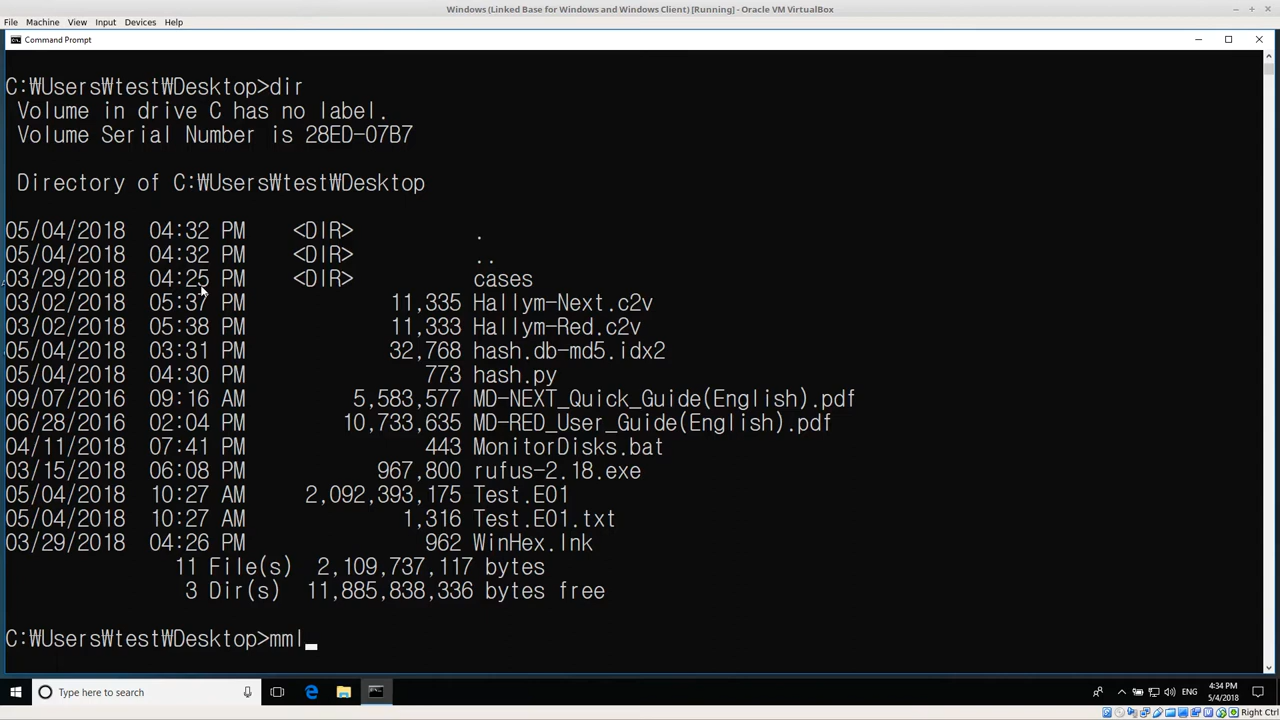 Windows (Linked Base for Windows and Windows Client) [Running] - Oracle VM VirtualBox
File Machine View Input Devices Help
Command Prompt
C:₩Users₩test₩Desktop>dir
Volume in drive C has no label.
Volume Serial Number is 28ED-07B7
Directory of C:₩Users₩test₩Desktop
05/04/2018 04:32 PM <DIR> .
05/04/2018 04:32 PM <DIR> ..
03/29/2018 04:25 PM <DIR> cases
03/02/2018 05:37 PM 11,335 Hallym-Next.c2v
03/02/2018 05:38 PM 11,333 Hallym-Red.c2v
05/04/2018 03:31 PM 32,768 hash.db-md5.idx2
05/04/2018 04:30 PM 773 hash.py
09/07/2016 09:16 AM 5,583,577 MD-NEXT_Quick_Guide(English).pdf
06/28/2016 02:04 PM 10,733,635 MD-RED_User_Guide(English).pdf
04/11/2018 07:41 PM 443 MonitorDisks.bat
03/15/2018 06:08 PM 967,800 rufus-2.18.exe
05/04/2018 10:27 AM 2,092,393,175 Test.E01
05/04/2018 10:27 AM 1,316 Test.E01.txt
03/29/2018 04:26 PM 962 WinHex.lnk
11 File(s) 2,109,737,117 bytes
3 Dir(s) 11,885,838,336 bytes free
C:₩Users₩test₩Desktop>mml
Type here to search
ENG
4:34 PM
5/4/2018
Right Ctrl